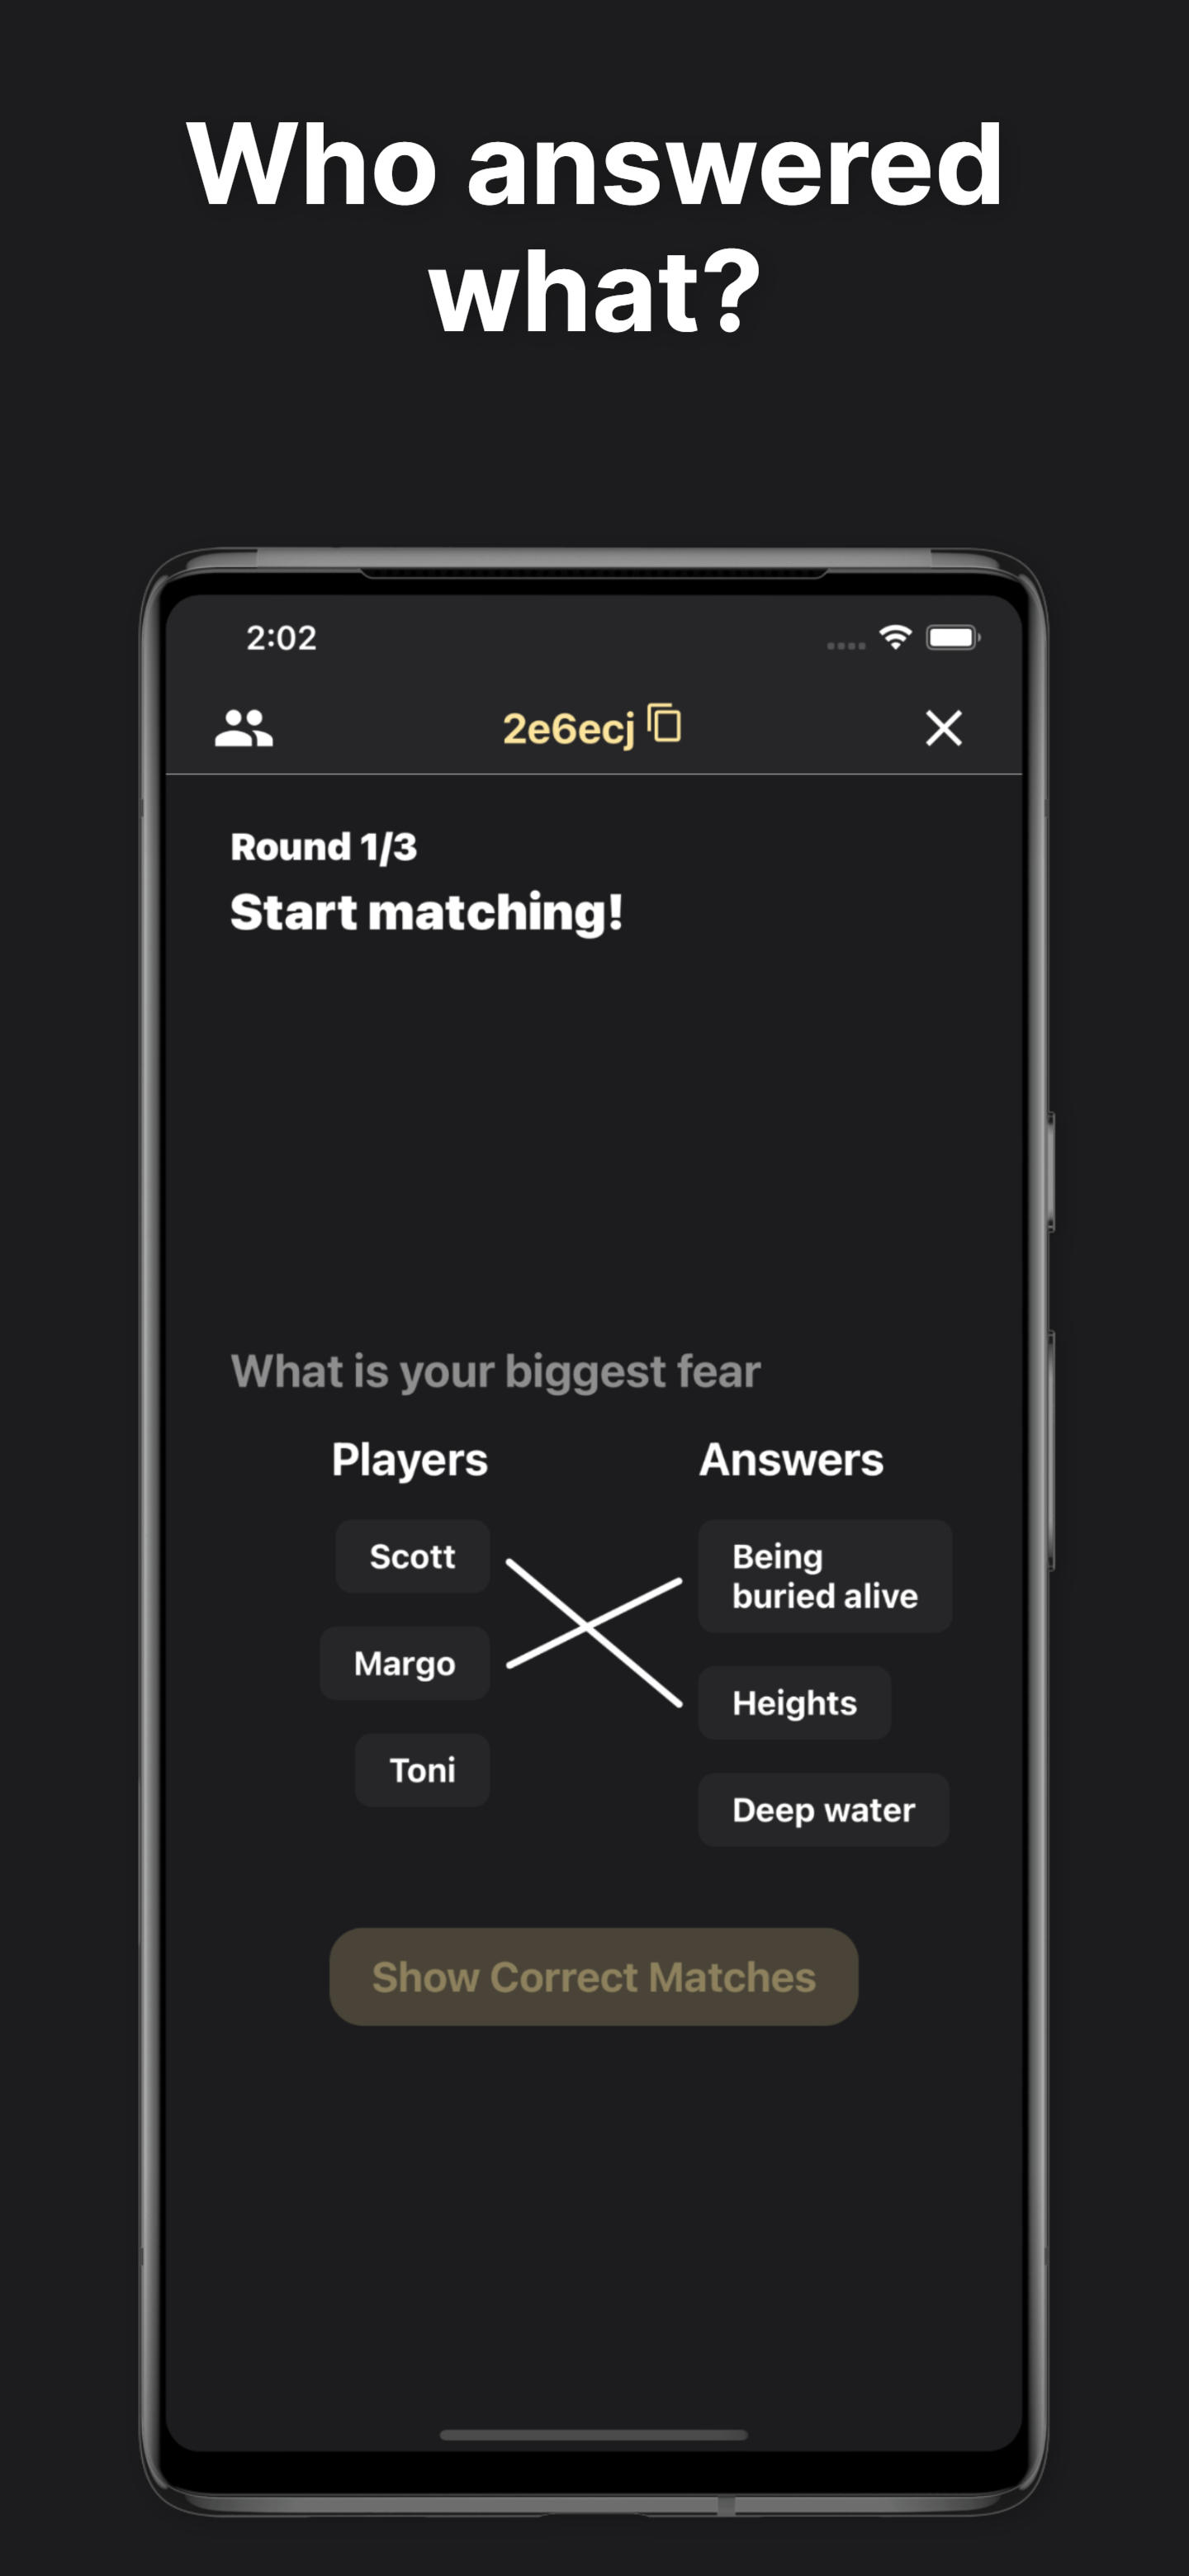 Who answered
what?
2:02
2e6ecj
Round 1/3
Start matching!
What is your biggest fear
Players
Answers
Scott
Being
buried alive
Margo
Heights
Toni
Deep water
Show Correct Matches